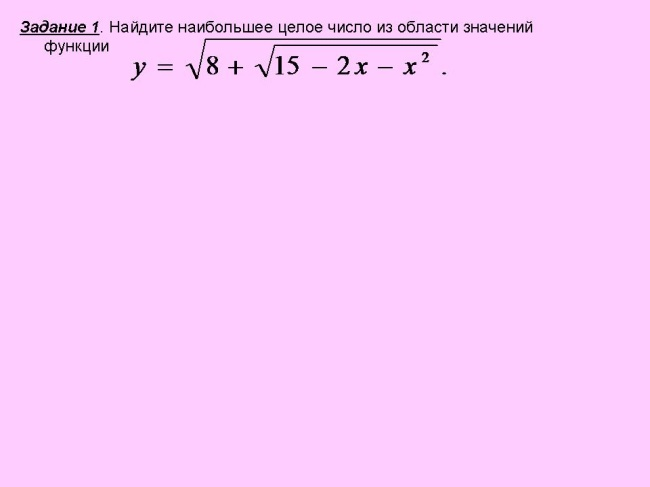 Задание 1. Найдите наибольшее целое число из области значений
функции
y = √(8 + √(15 − 2x − x²)).